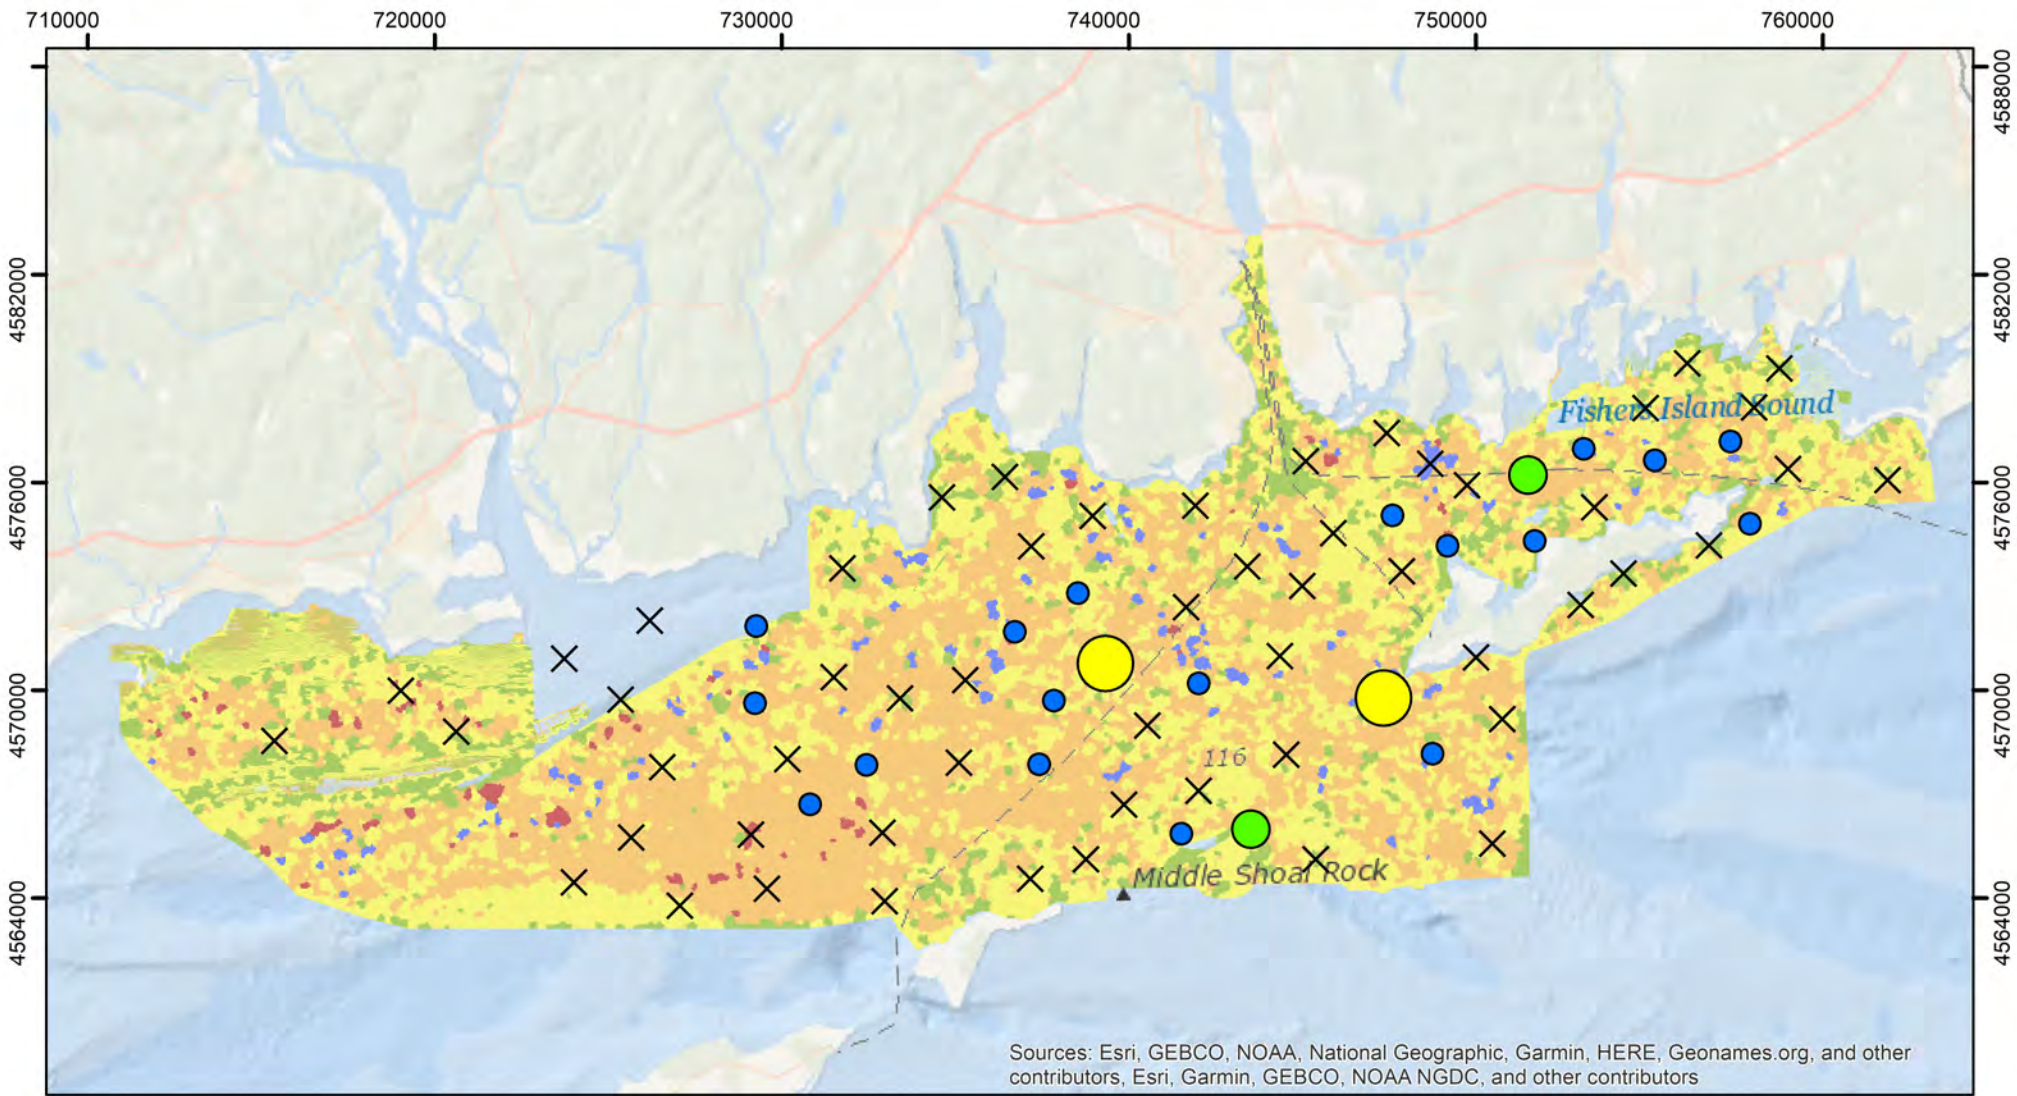 710000 720000 730000 740000 750000 760000
4588000
4582000 4582000
Fishers Island Sound
4576000 4576000
4570000 4570000
116
Middle Shoal Rock
4564000 4564000
Sources: Esri, GEBCO, NOAA, National Geographic, Garmin, HERE, Geonames.org, and other
contributors, Esri, Garmin, GEBCO, NOAA NGDC, and other contributors